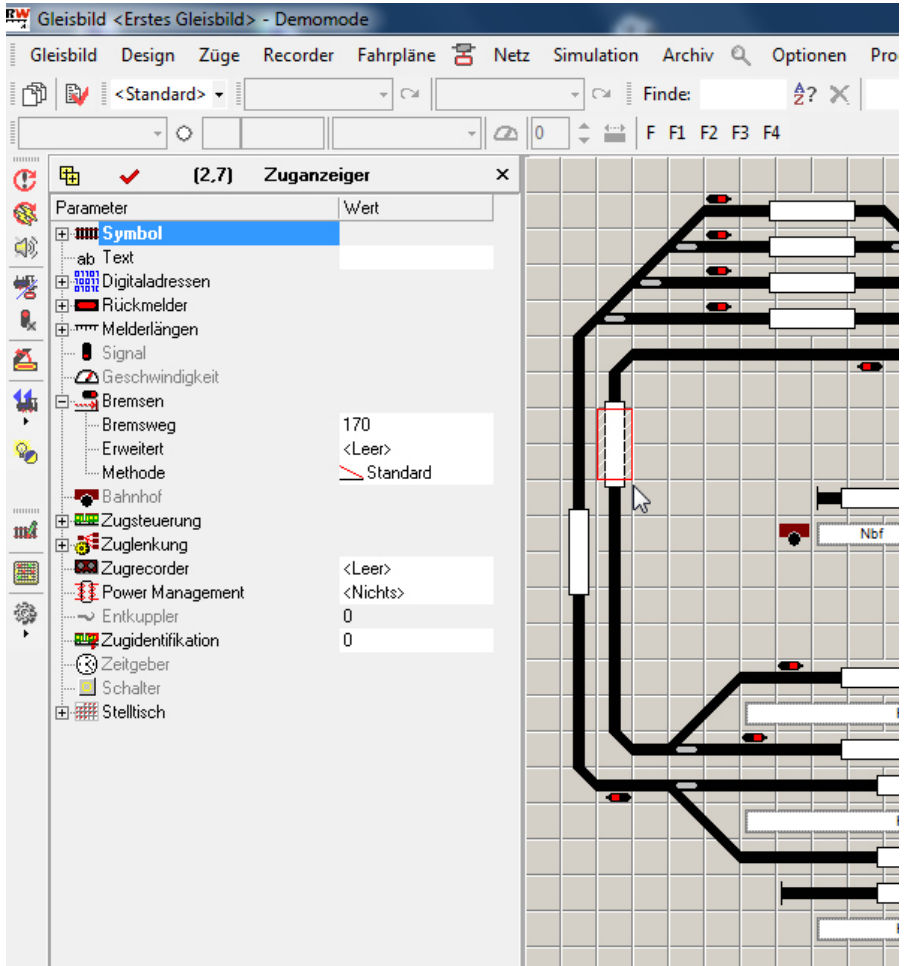 RW Gleisbild <Erstes Gleisbild> - Demomode
Gleisbild Design Züge Recorder Fahrpläne Netz Simulation Archiv Optionen
<Standard> Finde:
0 F F1 F2 F3 F4
(2,7) Zuganzeiger
Parameter Wert
Symbol
ab Text
Digitaladressen
Rückmelder
Melderlängen
Signal
Geschwindigkeit
Bremsen
Bremsweg 170
Erweitert <Leer>
Methode Standard
Bahnhof
Nbf
Zugsteuerung
Zuglenkung
Zugrecorder <Leer>
Power Management <Nichts>
Entkuppler 0
Zugidentifikation 0
Zeitgeber
Schalter
Stelltisch